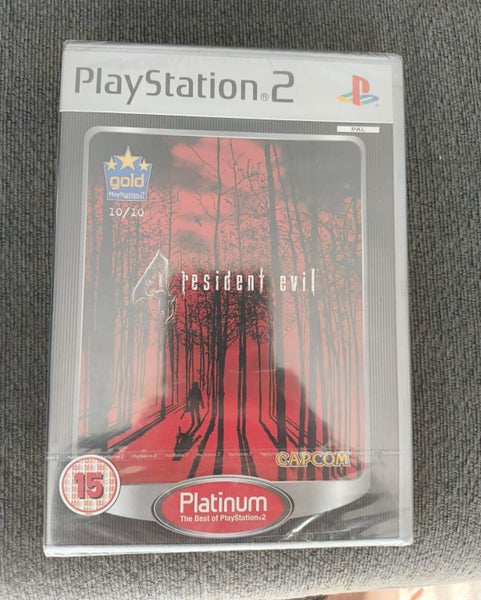 PlayStation®2
PAL
gold
PlayStation 2
10/10
4 resident evil
CAPCOM
15
Platinum
The Best of PlayStation®2